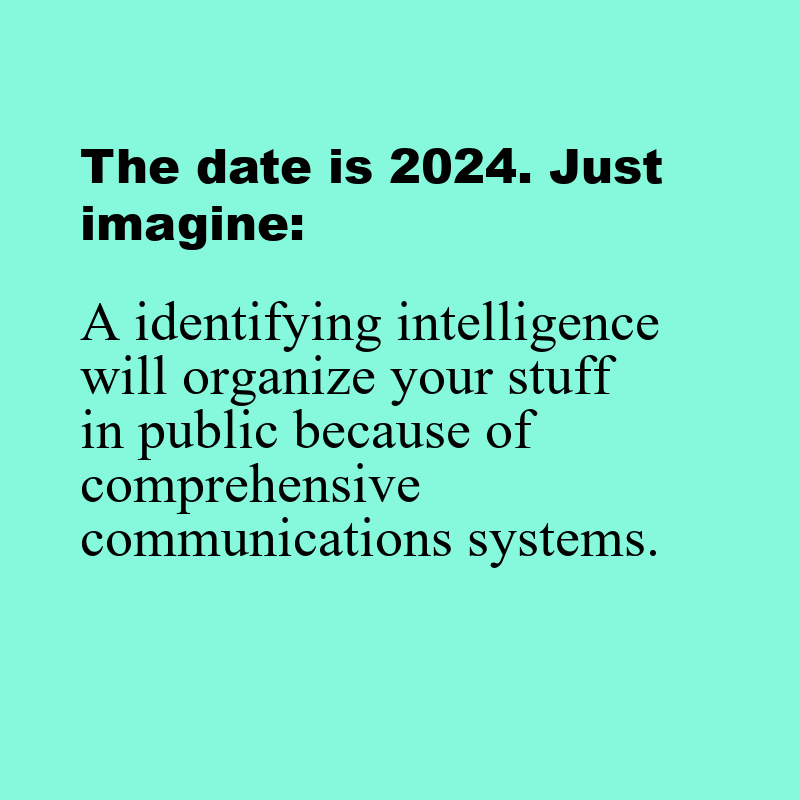 The date is 2024. Just
imagine:
A identifying intelligence
will organize your stuff
in public because of
comprehensive
communications systems.